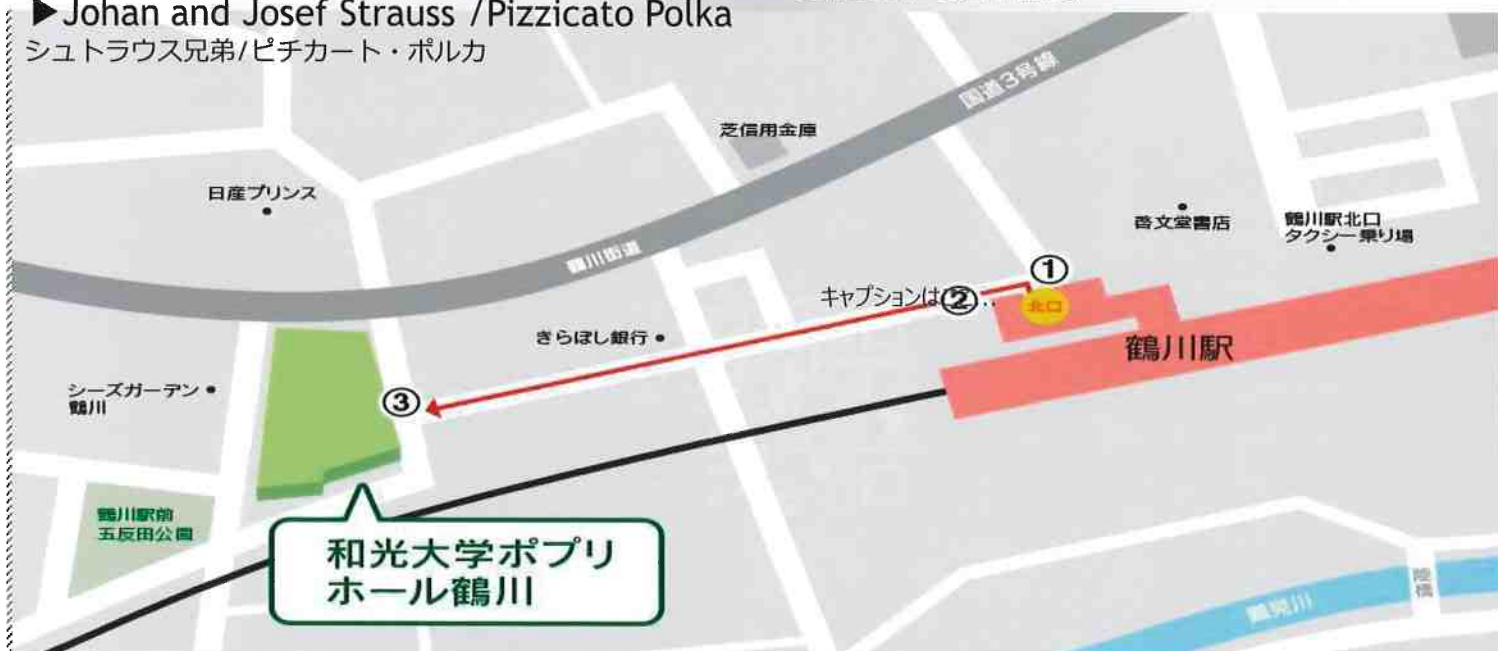 ▶Johan and Josef Strauss /Pizzicato Polka
シュトラウス兄弟/ピチカート・ポルカ
国道3号線
芝信用金庫
日産プリンス
啓文堂書店
鶴川駅北口
タクシー乗り場
鶴川街道
①
キャプションは
②
..
北口
きらぼし銀行
鶴川駅
シーズガーデン
鶴川
③
鶴川駅前
五反田公園
和光大学ポプリ
ホール鶴川
鶴見川